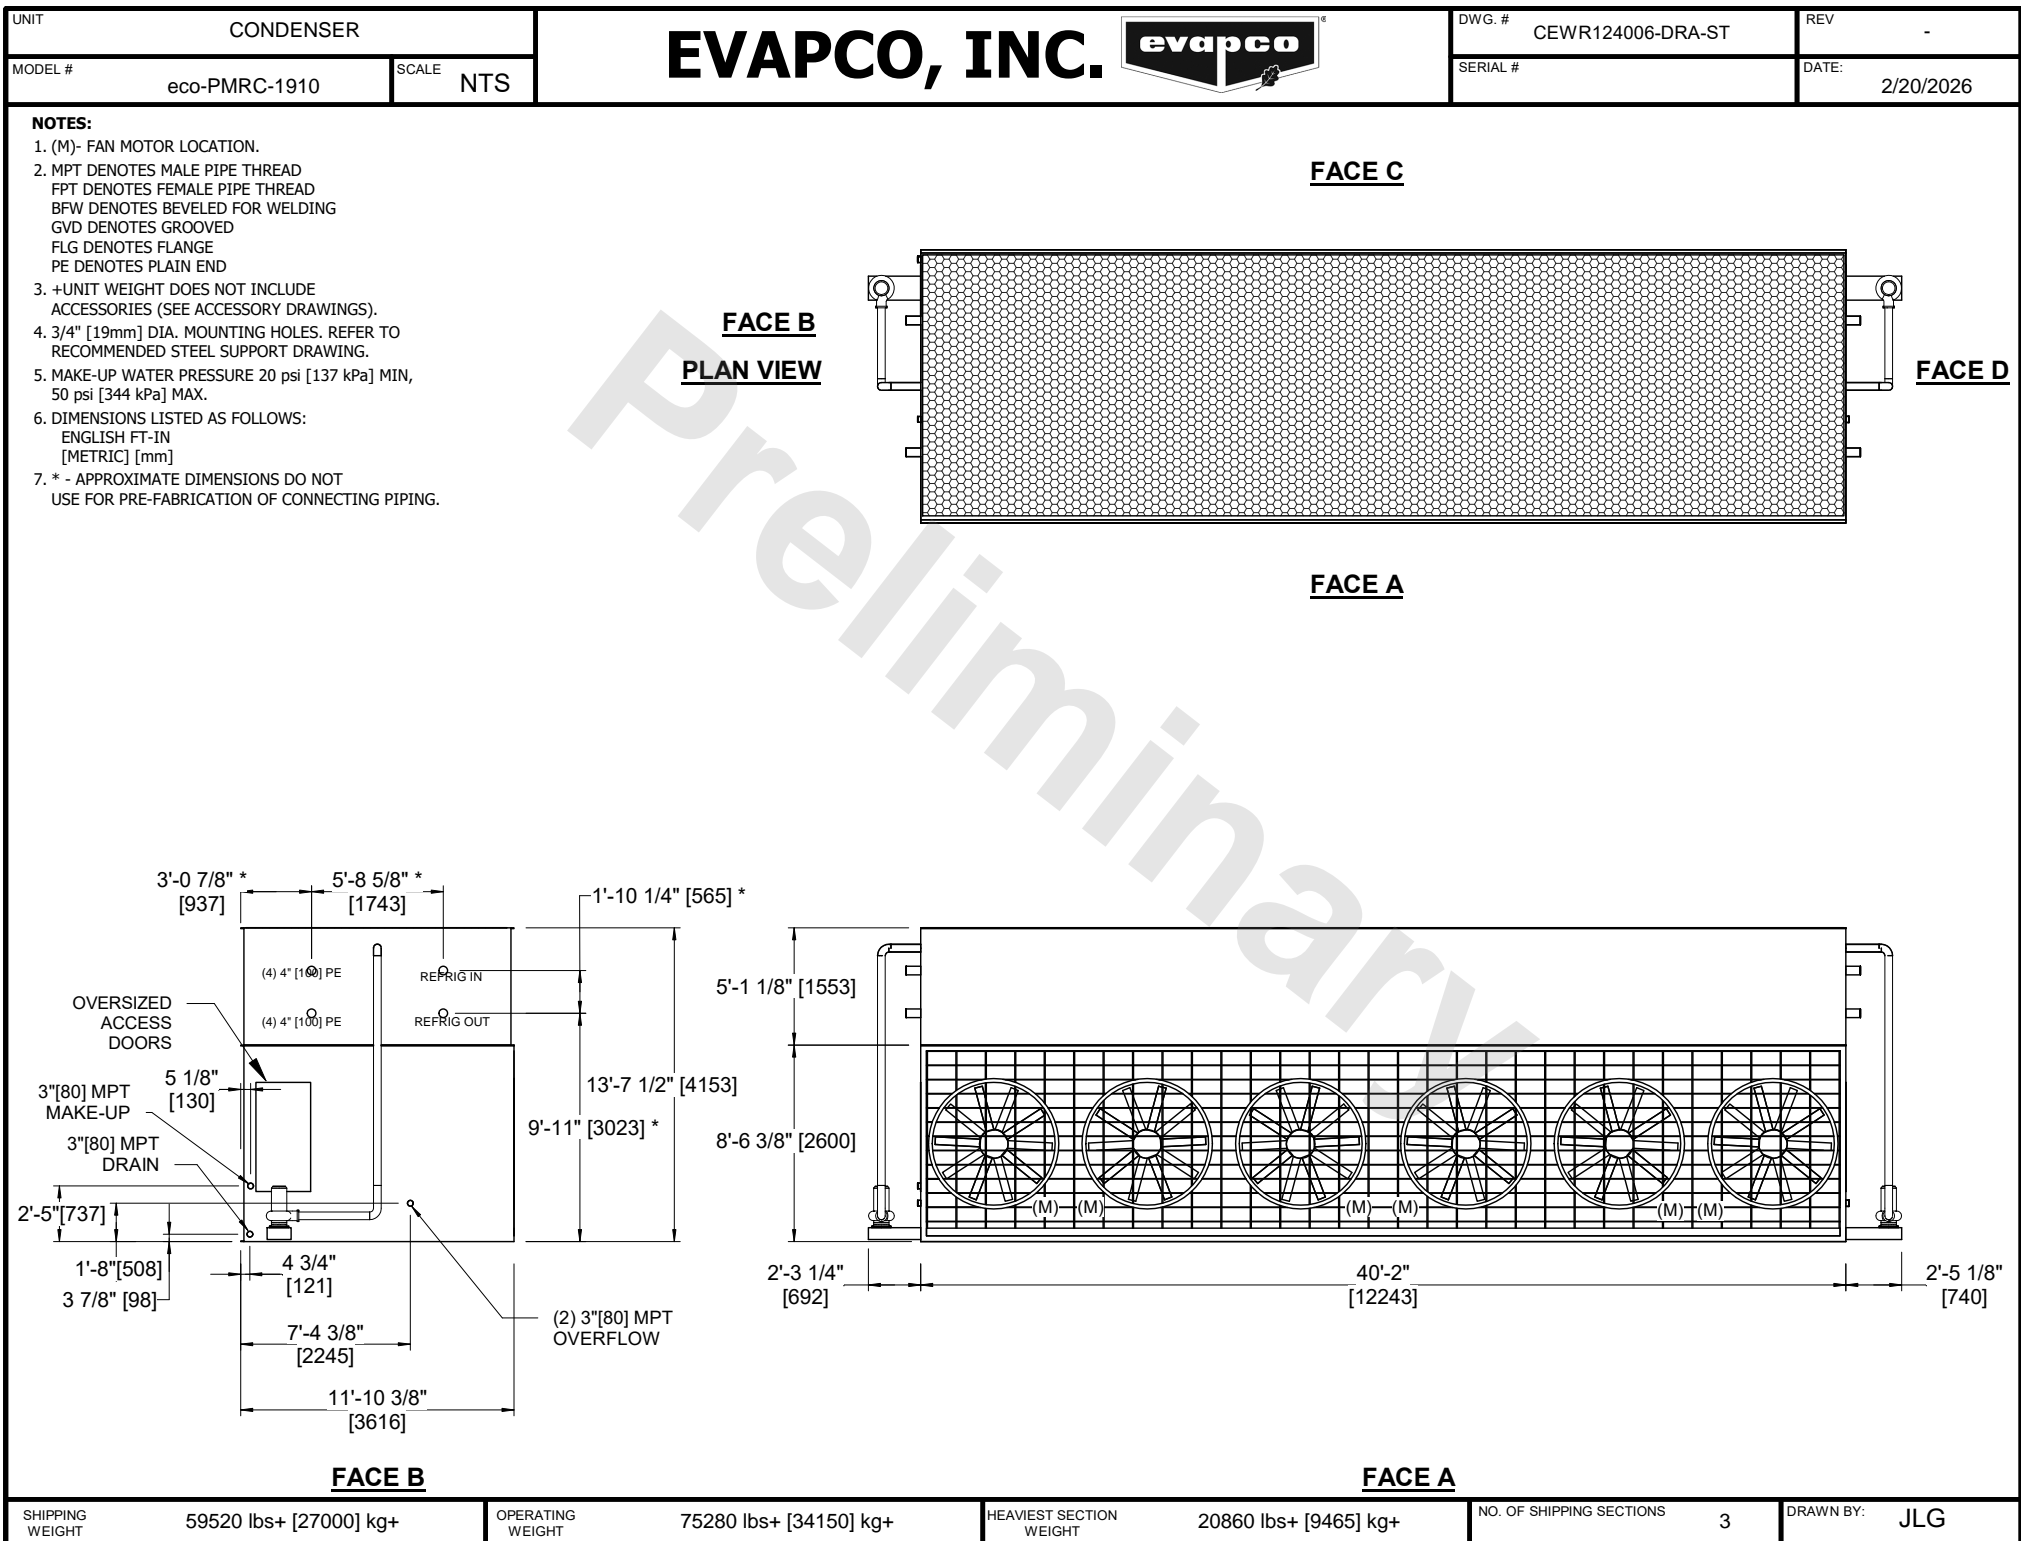 UNIT
CONDENSER
MODEL #
eco-PMRC-1910
SCALE
NTS
EVAPCO, INC.
evapco
®
DWG. #
CEWR124006-DRA-ST
REV
-
SERIAL #
DATE:
2/20/2026
NOTES:
1. (M)- FAN MOTOR LOCATION.
2. MPT DENOTES MALE PIPE THREAD
FPT DENOTES FEMALE PIPE THREAD
BFW DENOTES BEVELED FOR WELDING
GVD DENOTES GROOVED
FLG DENOTES FLANGE
PE DENOTES PLAIN END
3. +UNIT WEIGHT DOES NOT INCLUDE
ACCESSORIES (SEE ACCESSORY DRAWINGS).
4. 3/4" [19mm] DIA. MOUNTING HOLES. REFER TO
RECOMMENDED STEEL SUPPORT DRAWING.
5. MAKE-UP WATER PRESSURE 20 psi [137 kPa] MIN,
50 psi [344 kPa] MAX.
6. DIMENSIONS LISTED AS FOLLOWS:
ENGLISH FT-IN
[METRIC] [mm]
7. * - APPROXIMATE DIMENSIONS DO NOT
USE FOR PRE-FABRICATION OF CONNECTING PIPING.
FACE C
FACE B
PLAN VIEW
FACE D
FACE A
Preliminary
3'-0 7/8" *
[937]
5'-8 5/8" *
[1743]
1'-10 1/4" [565] *
(4) 4" [100] PE
REFRIG IN
(4) 4" [100] PE
REFRIG OUT
OVERSIZED
ACCESS
DOORS
5 1/8"
[130]
3"[80] MPT
MAKE-UP
3"[80] MPT
DRAIN
13'-7 1/2" [4153]
9'-11" [3023] *
2'-5"[737]
1'-8"[508]
3 7/8" [98]
4 3/4"
[121]
7'-4 3/8"
[2245]
11'-10 3/8"
[3616]
(2) 3"[80] MPT
OVERFLOW
5'-1 1/8" [1553]
8'-6 3/8" [2600]
(M) (M) (M) (M) (M) (M)
2'-3 1/4"
[692]
40'-2"
[12243]
2'-5 1/8"
[740]
FACE B
FACE A
SHIPPING
WEIGHT
59520 lbs+ [27000] kg+
OPERATING
WEIGHT
75280 lbs+ [34150] kg+
HEAVIEST SECTION
WEIGHT
20860 lbs+ [9465] kg+
NO. OF SHIPPING SECTIONS
3
DRAWN BY:
JLG